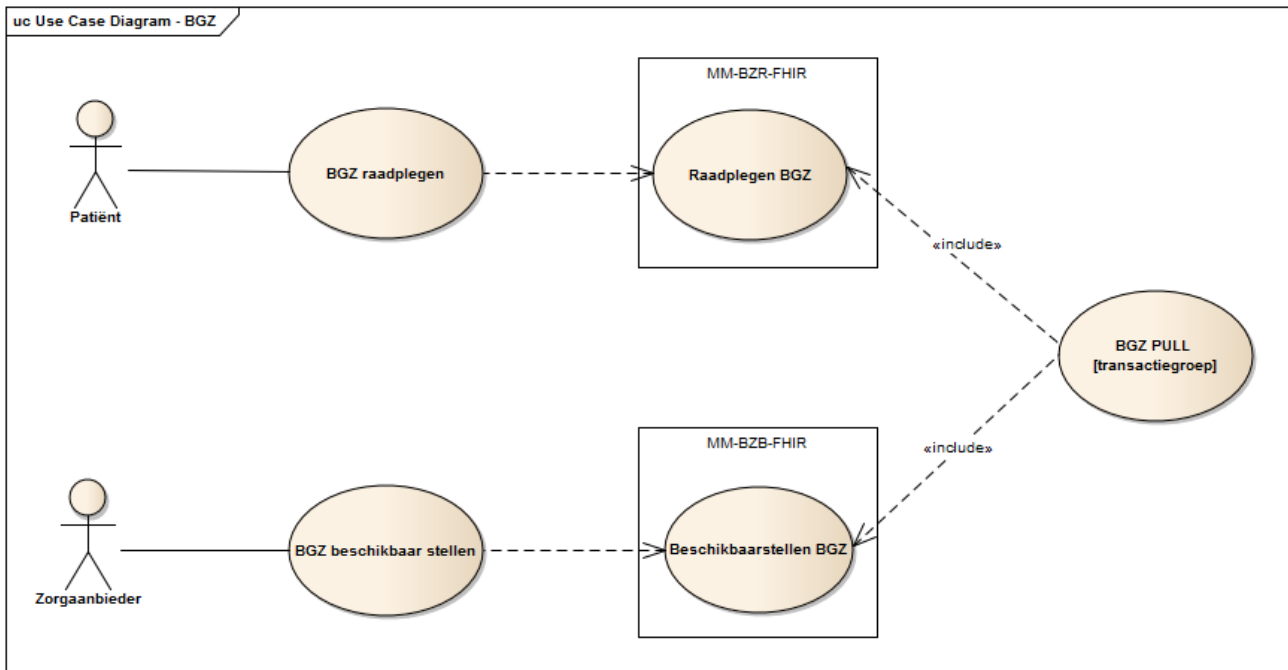 uc Use Case Diagram - BGZ
MM-BZR-FHIR
Patiënt
BGZ raadplegen
Raadplegen BGZ
«include»
BGZ PULL
[transactiegroep]
«include»
MM-BZB-FHIR
Zorgaanbieder
BGZ beschikbaar stellen
Beschikbaarstellen BGZ